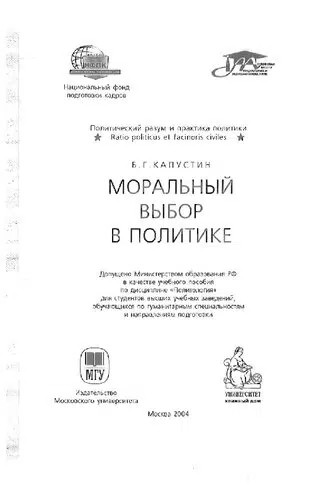 Национальный фонд
подготовки кадров
Политический разум и практика политики
Ratio politicus et facinoris civiles
Б.Г.КАПУСТИН
МОРАЛЬНЫЙ
ВЫБОР
В ПОЛИТИКЕ
Допущено Министерством образования РФ
в качестве учебного пособия
по дисциплине «Политология»
для студентов высших учебных заведений,
обучающихся по гуманитарным специальностям
и направлениям подготовки
МГУ
Издательство
Московского университета
УНИВЕРСИТЕТ
КНИЖНЫЙ ДОМ
Москва 2004